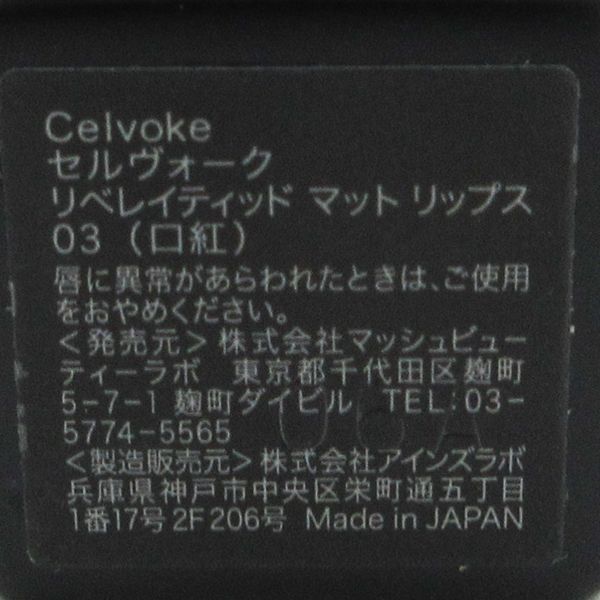 Celvoke
セルヴォーク
リベレイティッド マット リップス
03（口紅）
唇に異常があらわれたときは、ご使用
をおやめください。
＜発売元＞株式会社マッシュビュー
ティーラボ 東京都千代田区麹町
5-7-1 麹町ダイビル TEL:03-
5774-5565
＜製造販売元＞株式会社アインズラボ
兵庫県神戸市中央区栄町通五丁目
1番17号 2F 206号 Made in JAPAN